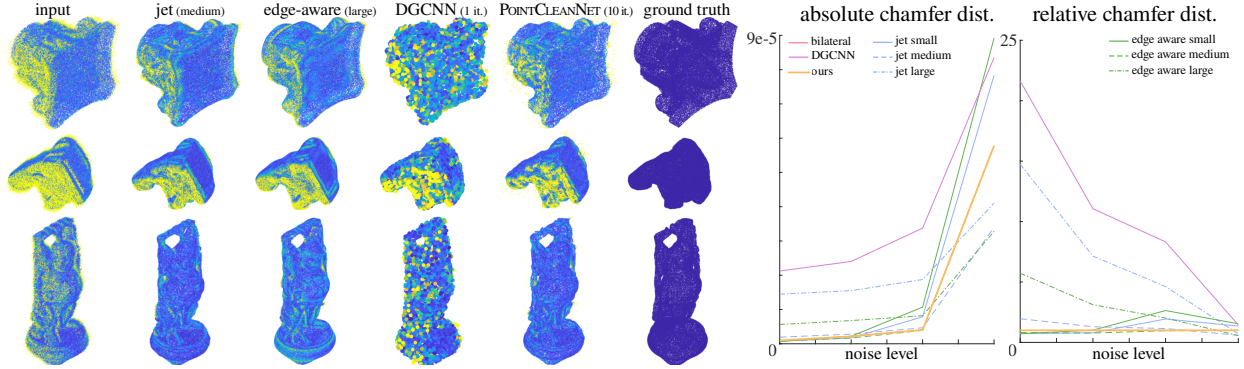 input jet (medium) edge-aware (large) DGCNN (1 it.) POINTCLEANNET (10 it.) ground truth
absolute chamfer dist. relative chamfer dist.
9e-5
bilateral jet small
DGCNN jet medium
ours jet large
0
noise level
25
edge aware small
edge aware medium
edge aware large
0
noise level